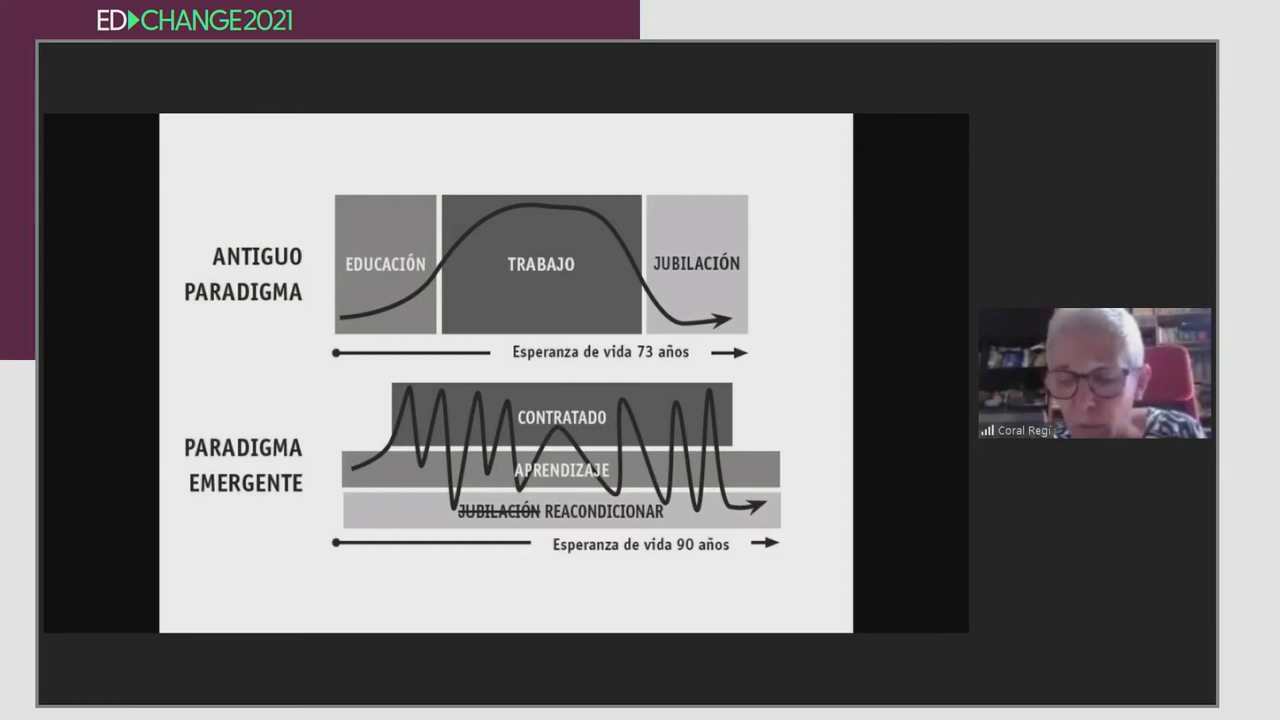 ED▶CHANGE2021
ANTIGUO
PARADIGMA
EDUCACIÓN
TRABAJO
JUBILACIÓN
Esperanza de vida 73 años
PARADIGMA
EMERGENTE
CONTRATADO
APRENDIZAJE
JUBILACIÓN REACONDICIONAR
Esperanza de vida 90 años
Coral Regí